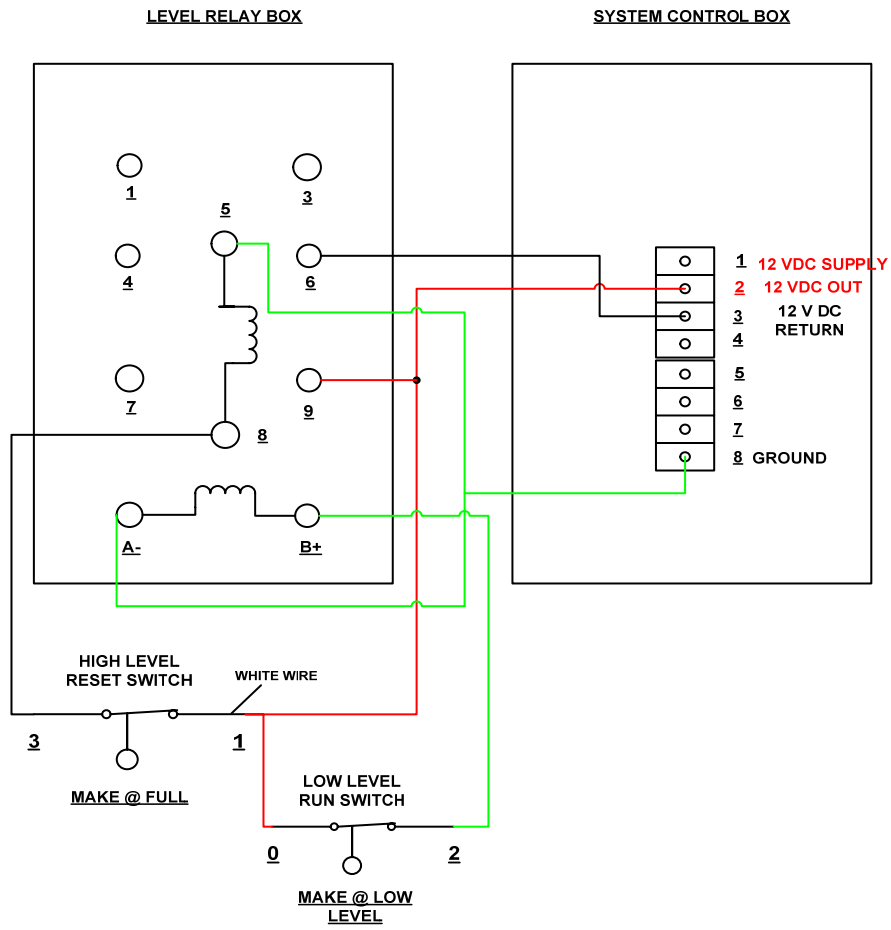 LEVEL RELAY BOX
SYSTEM CONTROL BOX
1
3
5
4
6
7
9
8
A-
B+
1 12 VDC SUPPLY
2 12 VDC OUT
3 12 V DC
RETURN
4
5
6
7
8 GROUND
HIGH LEVEL
RESET SWITCH
WHITE WIRE
3
1
MAKE @ FULL
LOW LEVEL
RUN SWITCH
0
2
MAKE @ LOW
LEVEL